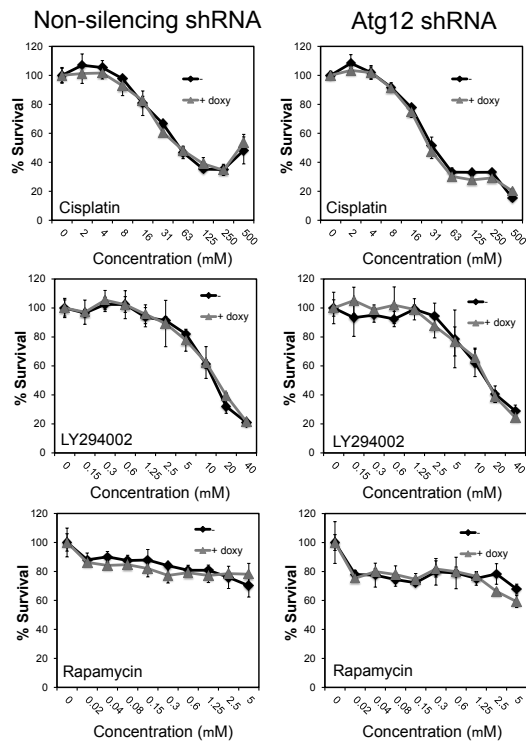 Non-silencing shRNA
Atg12 shRNA
120
100
80
60
40
20
0
% Survival
-
+ doxy
Cisplatin
0 2 4 8 16 31 63 125 250 500
Concentration (mM)
120
100
80
60
40
20
0
% Survival
-
+ doxy
Cisplatin
0 2 4 8 16 31 63 125 250 500
Concentration (mM)
120
100
80
60
40
20
0
% Survival
-
+ doxy
LY294002
0 0.15 0.3 0.6 1.25 2.5 5 10 20 40
Concentration (mM)
120
100
80
60
40
20
0
% Survival
-
+ doxy
LY294002
0 0.15 0.3 0.6 1.25 2.5 5 10 20 40
Concentration (mM)
120
100
80
60
40
20
0
% Survival
-
+ doxy
Rapamycin
0 0.02 0.04 0.08 0.15 0.3 0.6 1.25 2.5 5
Concentration (mM)
120
100
80
60
40
20
0
% Survival
-
+ doxy
Rapamycin
0 0.02 0.04 0.08 0.15 0.3 0.6 1.25 2.5 5
Concentration (mM)